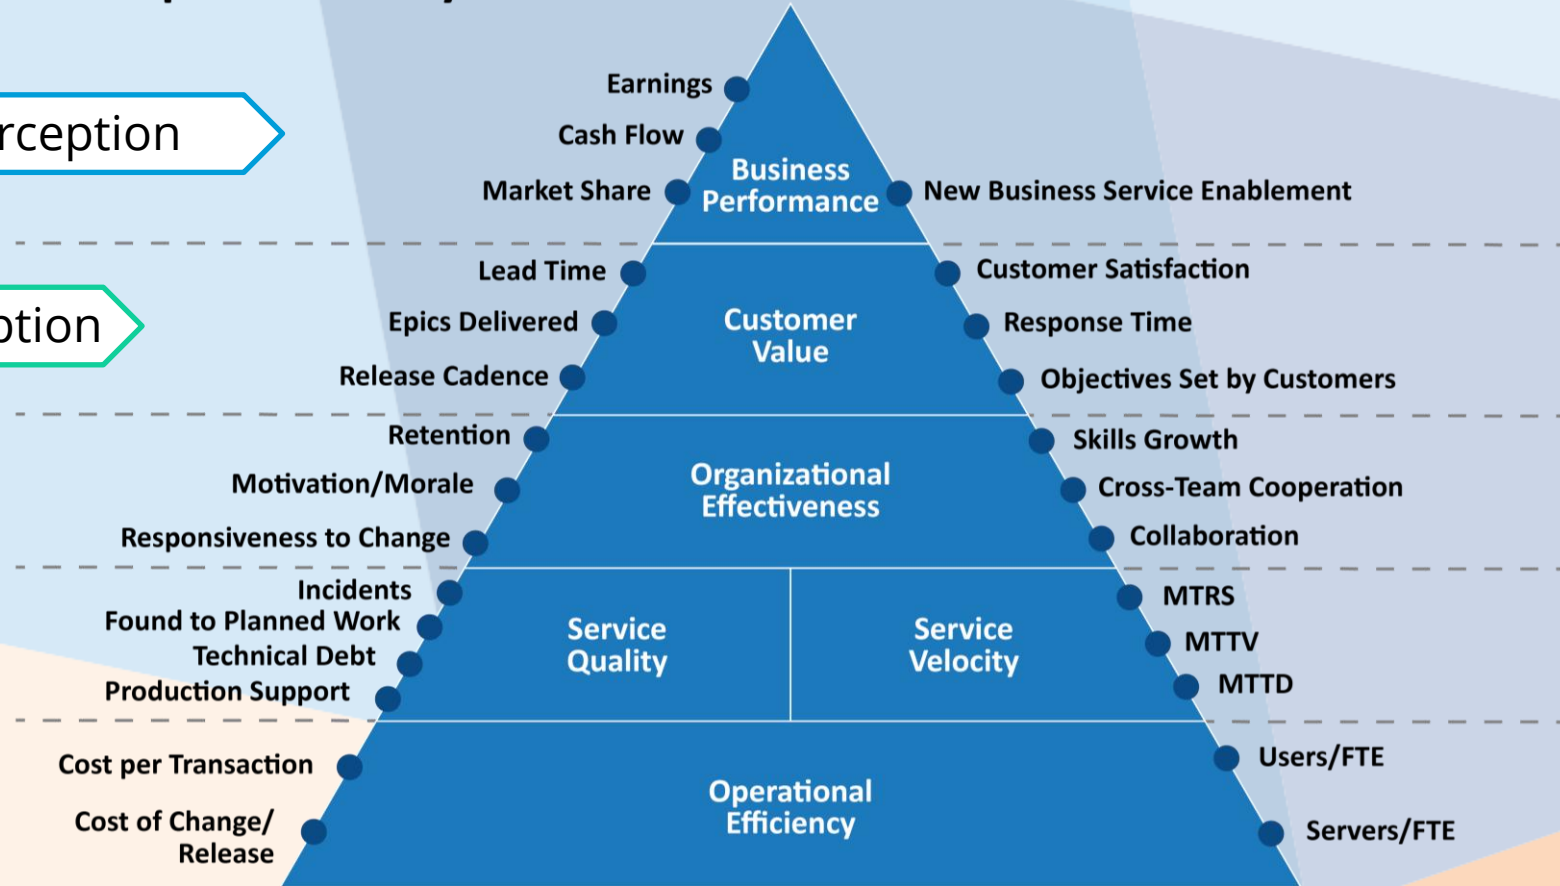 rception
ption
Earnings
Cash Flow
Market Share
Business
Performance
New Business Service Enablement
Lead Time
Customer Satisfaction
Epics Delivered
Customer
Value
Response Time
Release Cadence
Objectives Set by Customers
Retention
Skills Growth
Motivation/Morale
Organizational
Effectiveness
Cross-Team Cooperation
Responsiveness to Change
Collaboration
Incidents
Found to Planned Work
Technical Debt
Production Support
Service
Quality
Service
Velocity
MTRS
MTTV
MTTD
Cost per Transaction
Users/FTE
Operational
Efficiency
Cost of Change/
Release
Servers/FTE